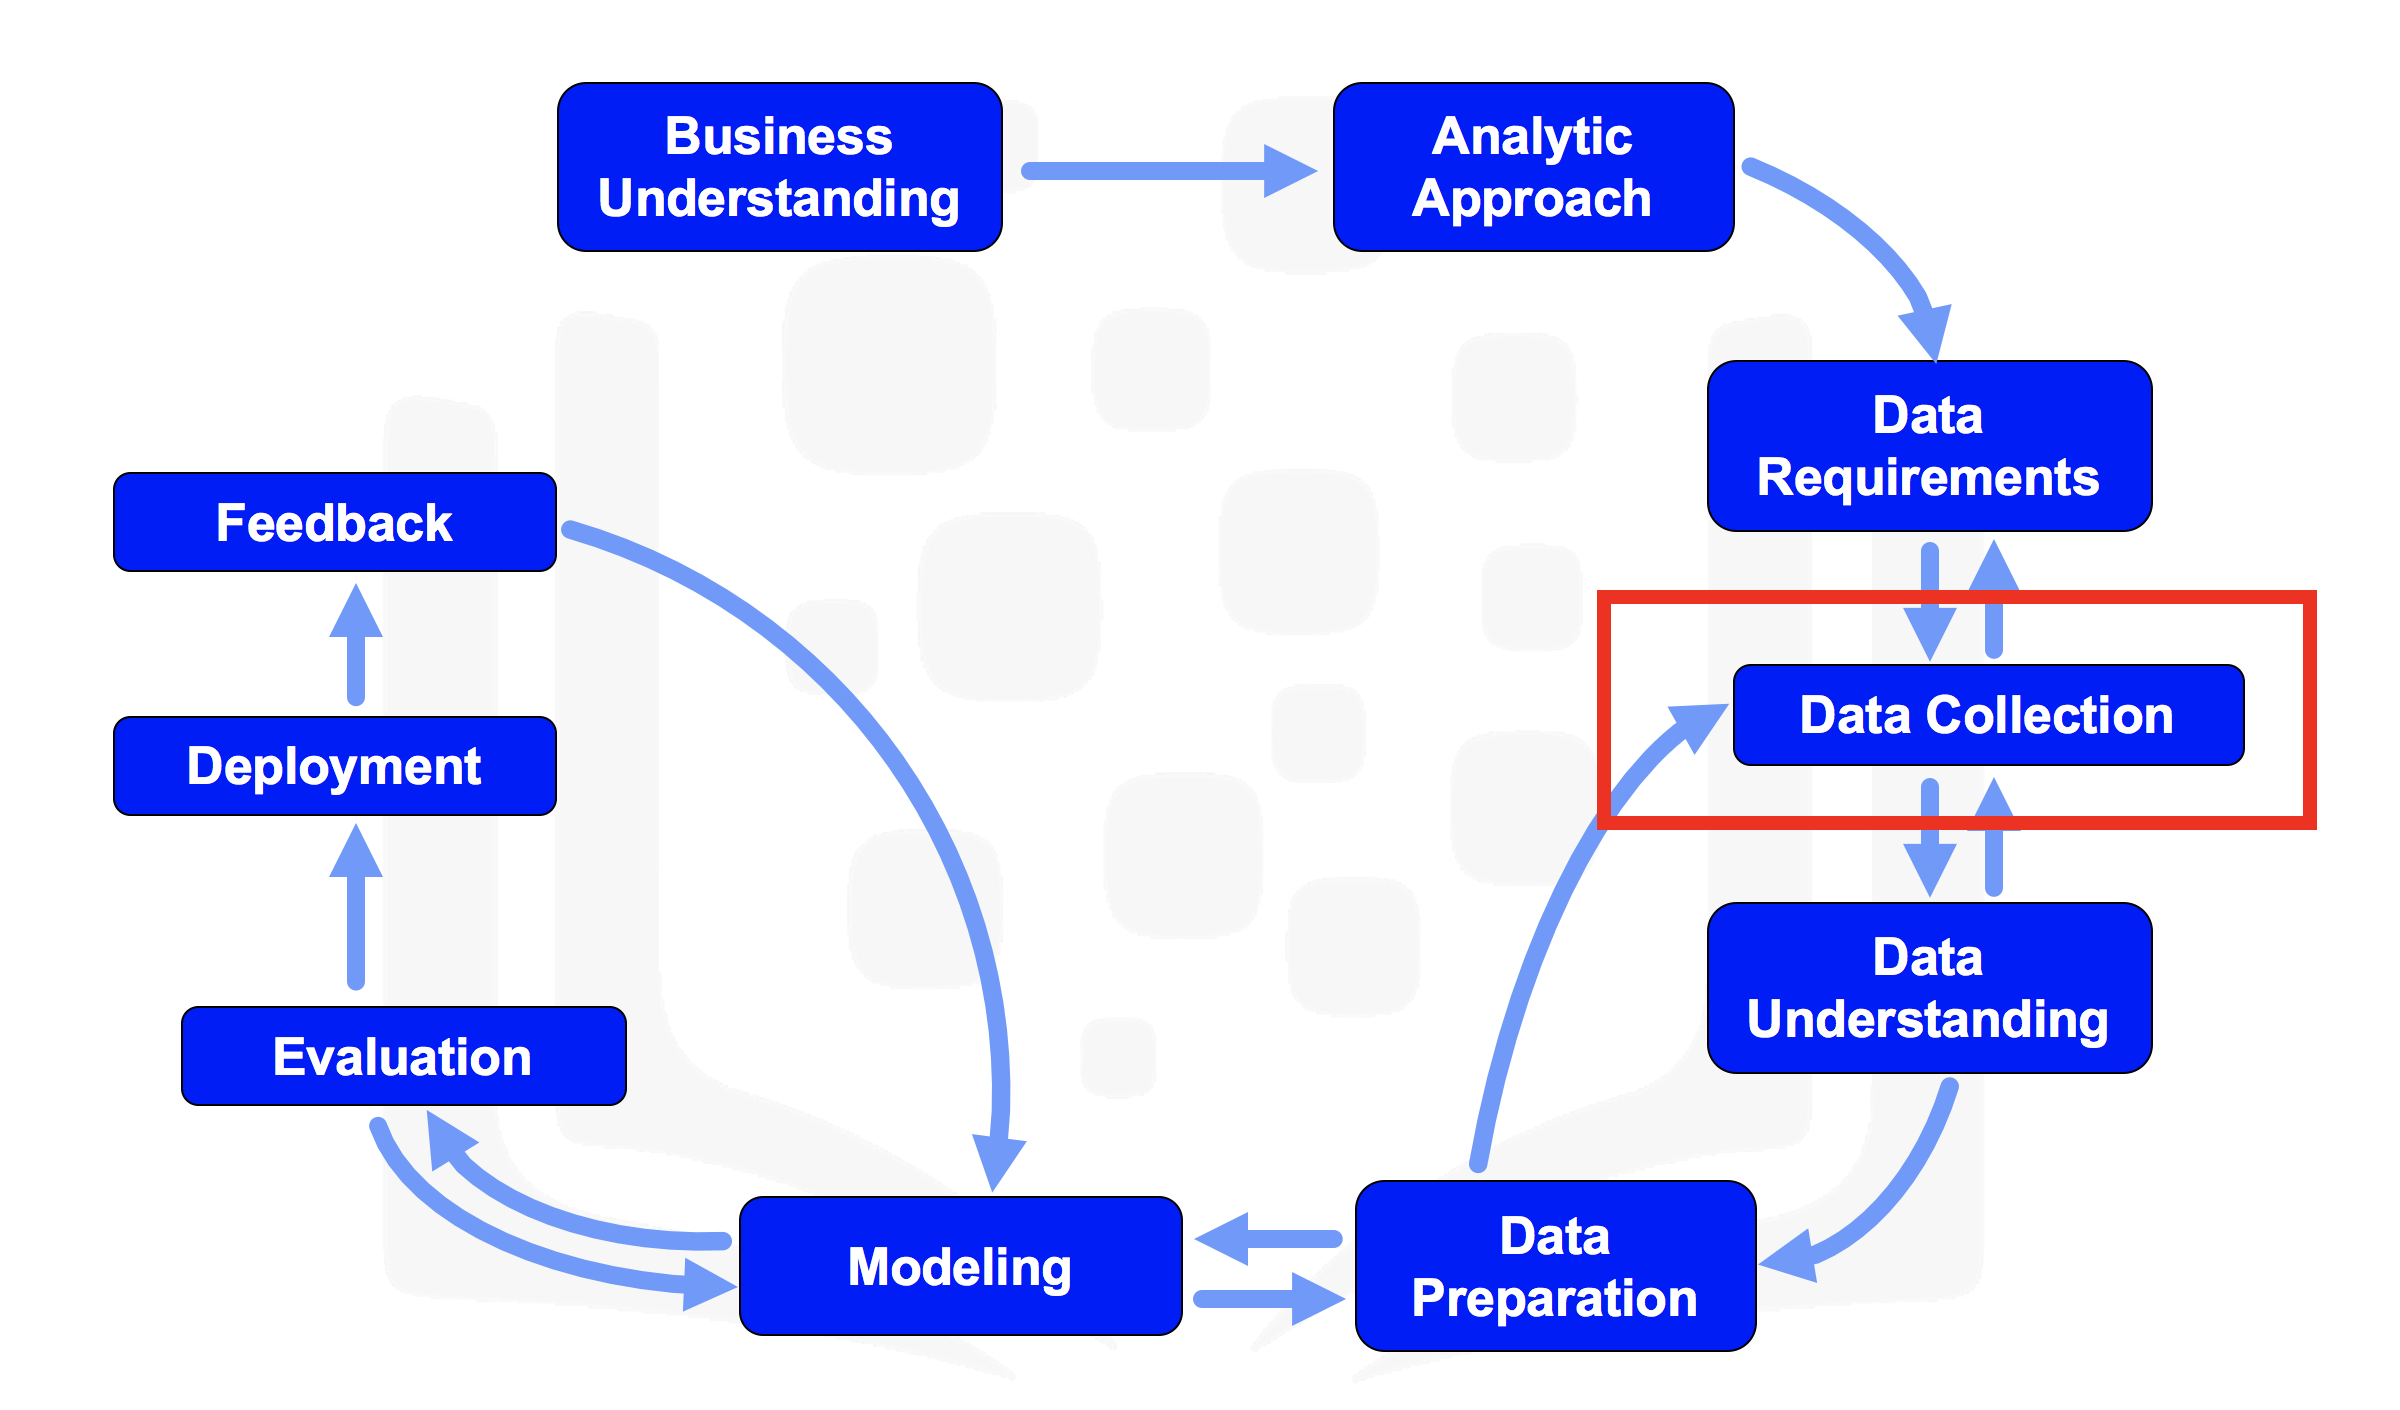 Business
Understanding
Analytic
Approach
Data
Requirements
Data Collection
Data
Understanding
Data
Preparation
Modeling
Evaluation
Deployment
Feedback